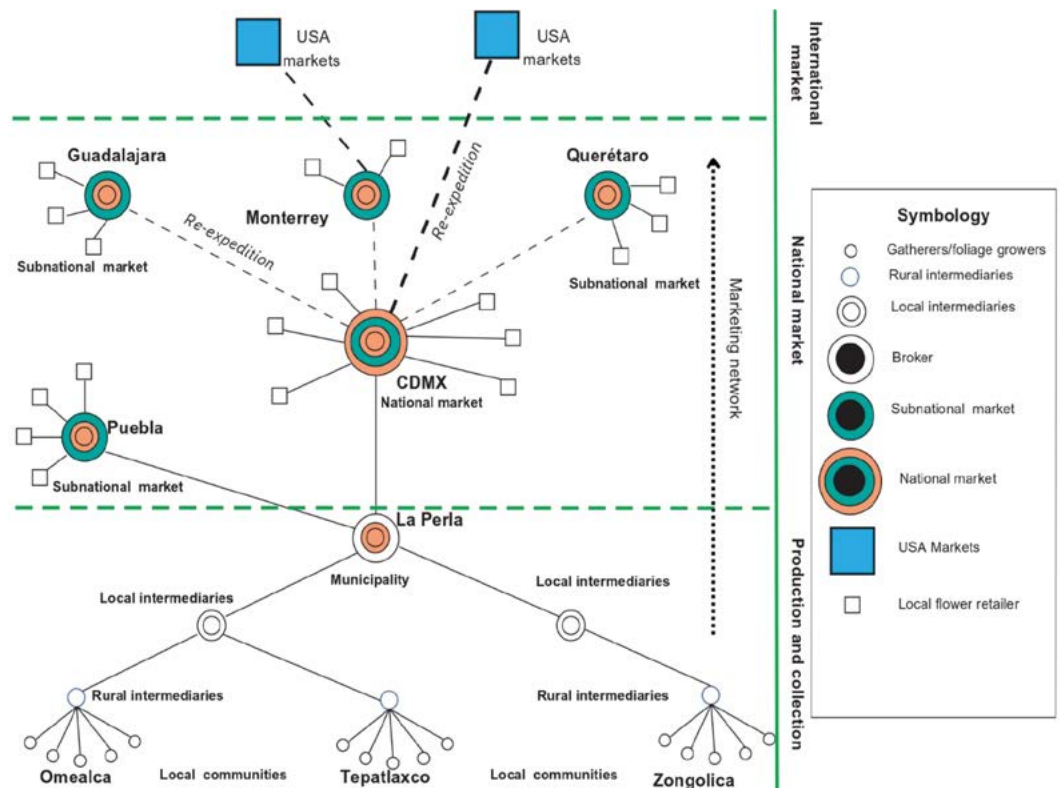 USA
markets
USA
markets
International
market
Guadalajara
Querétaro
Monterrey
Re-expedition
Re-expedition
Subnational market
Subnational market
CDMX
National market
Puebla
Subnational market
National market
Marketing network
La Perla
Municipality
Local intermediaries
Local intermediaries
Rural intermediaries
Rural intermediaries
Omealca
Local communities
Tepatlaxco
Local communities
Zongolica
Production and collection
Symbology
Gatherers/foliage growers
Rural intermediaries
Local intermediaries
Broker
Subnational market
National market
USA Markets
Local flower retailer